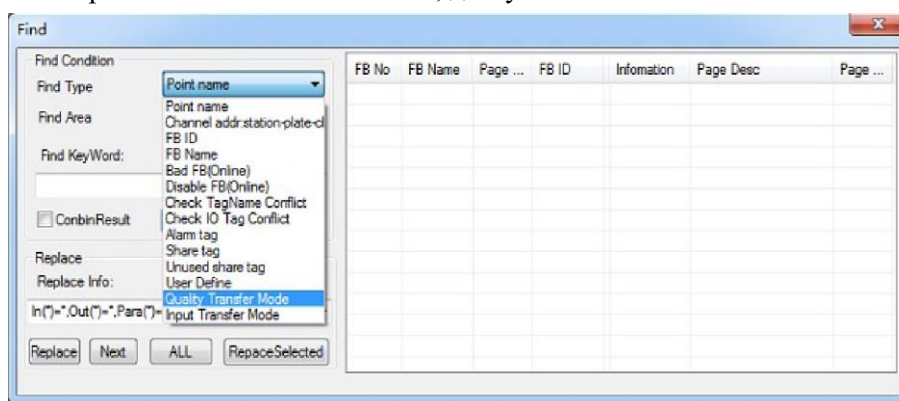 Find
Find Condition
Find Type
Point name
Find Area
Find KeyWord:
Point name
Channel addr:station-plate-cl
FB ID
FB Name
Bad FB(Online)
Disable FB(Online)
Check TagName Conflict
Check IO Tag Conflict
Alarm tag
Share tag
Unused share tag
User Define
Quality Transfer Mode
Input Transfer Mode
ConbinResult
Replace
Replace Info:
In(*)=*,Out(*)=*,Para(*)=
Replace
Next
ALL
RepaceSelected
FB No FB Name Page ... FB ID Infomation Page Desc Page ...